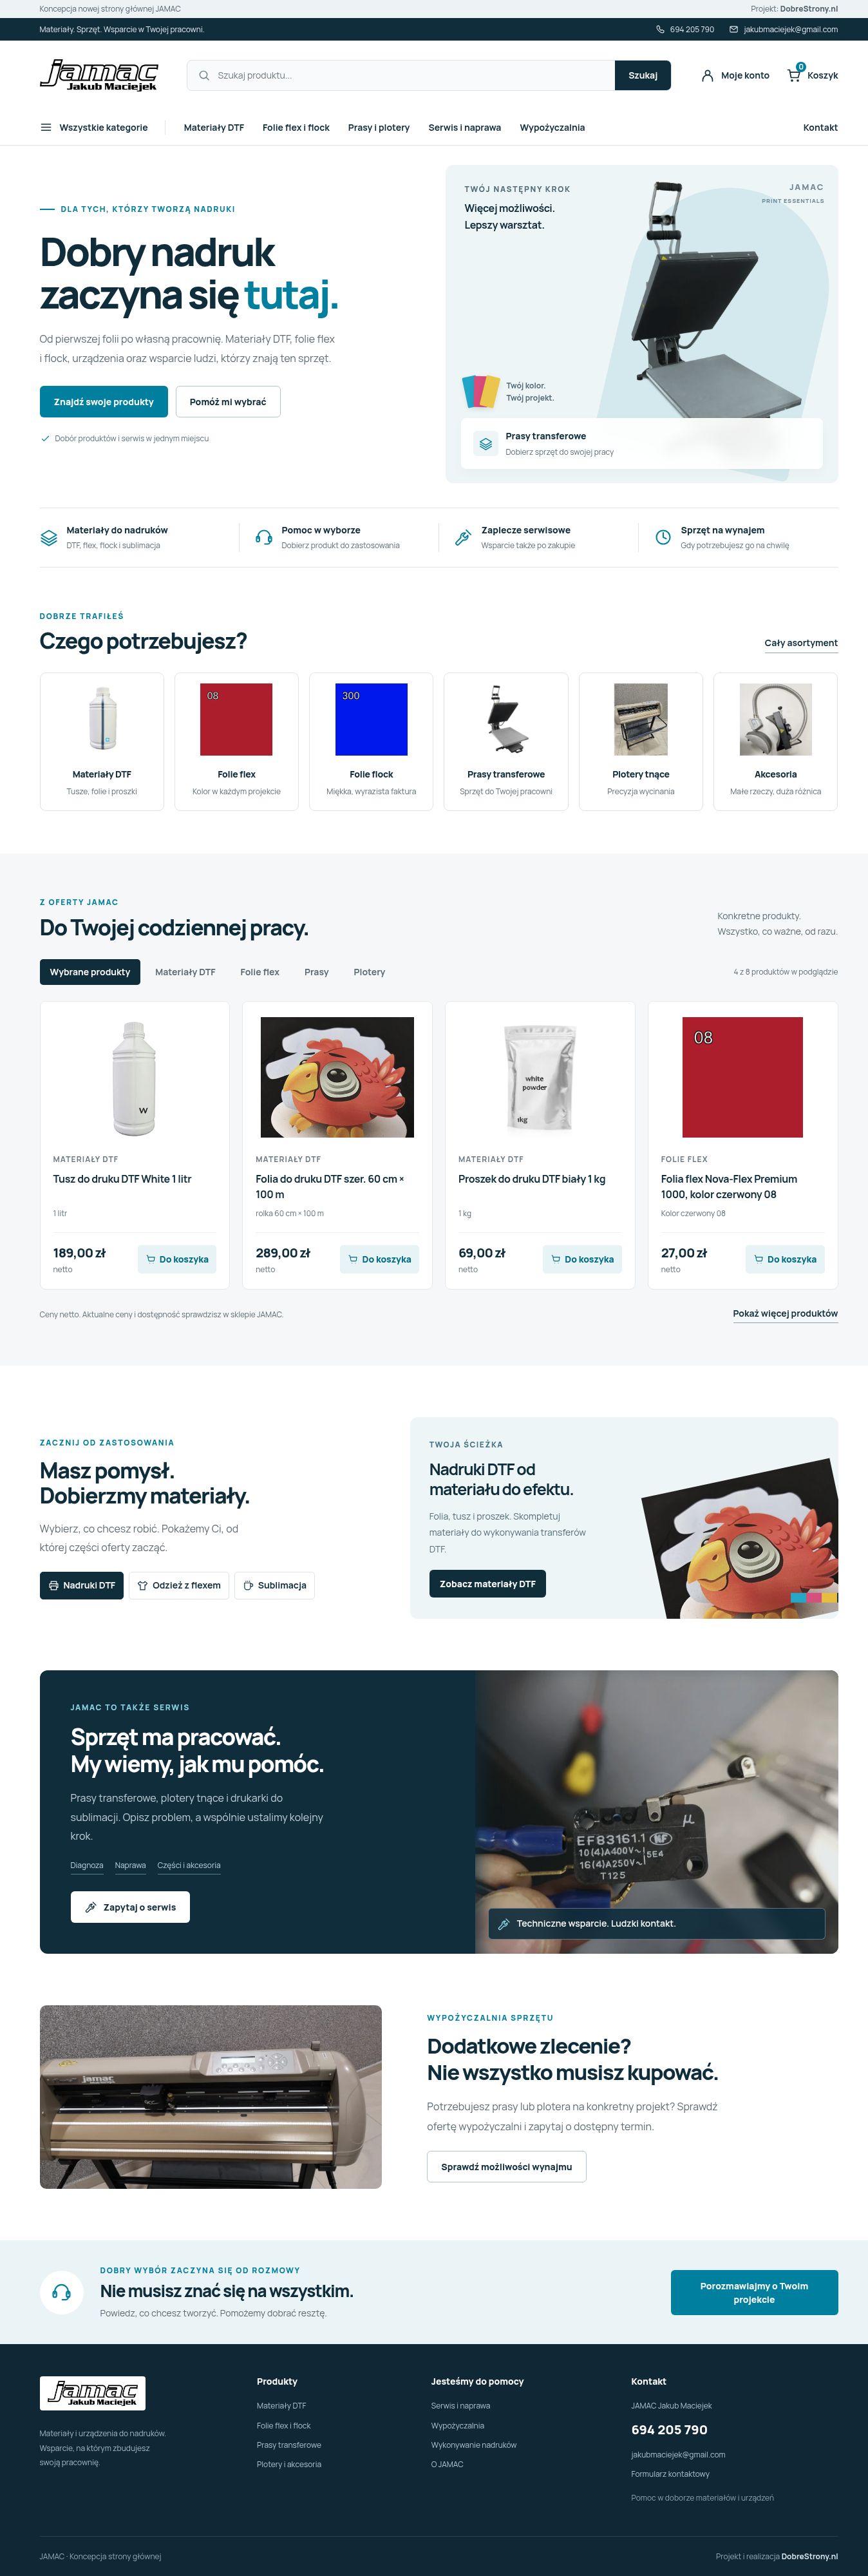 Koncepcja nowej strony głównej JAMAC
Projekt: DobreStrony.nl
Materiały. Sprzęt. Wsparcie w Twojej pracowni.
694 205 790
jakubmaciejek@gmail.com
jamac
Jakub Maciejek
Szukaj produktu...
Szukaj
Moje konto
0
Koszyk
Wszystkie kategorie
Materiały DTF
Folie flex i flock
Prasy i plotery
Serwis i naprawa
Wypożyczalnia
Kontakt
DLA TYCH, KTÓRZY TWORZĄ NADRUKI
Dobry nadruk
zaczyna się tutaj.
Od pierwszej folii po własną pracownię. Materiały DTF, folie flex
i flock, urządzenia oraz wsparcie ludzi, którzy znają ten sprzęt.
Znajdź swoje produkty
Pomóż mi wybrać
Dobór produktów i serwis w jednym miejscu
TWÓJ NASTĘPNY KROK
Więcej możliwości.
Lepszy warsztat.
JAMAC
PRINT ESSENTIALS
Twój kolor.
Twój projekt.
Prasy transferowe
Dobierz sprzęt do swojej pracy
Materiały do nadruków
DTF, flex, flock i sublimacja
Pomoc w wyborze
Dobierz produkt do zastosowania
Zaplecze serwisowe
Wsparcie także po zakupie
Sprzęt na wynajem
Gdy potrzebujesz go na chwilę
DOBRZE TRAFIŁEŚ
Czego potrzebujesz?
Cały asortyment
08
300
Materiały DTF
Tusze, folie i proszki
Folie flex
Kolor w każdym projekcie
Folie flock
Miękka, wyrazista faktura
Prasy transferowe
Sprzęt do Twojej pracowni
Plotery tnące
Precyzja wycinania
Akcesoria
Małe rzeczy, duża różnica
Z OFERTY JAMAC
Do Twojej codziennej pracy.
Konkretne produkty.
Wszystko, co ważne, od razu.
Wybrane produkty
Materiały DTF
Folie flex
Prasy
Plotery
4 z 8 produktów w podglądzie
W
white
powder
1kg
08
MATERIAŁY DTF
Tusz do druku DTF White 1 litr
1 litr
189,00 zł
netto
Do koszyka
MATERIAŁY DTF
Folia do druku DTF szer. 60 cm ×
100 m
rolka 60 cm × 100 m
289,00 zł
netto
Do koszyka
MATERIAŁY DTF
Proszek do druku DTF biały 1 kg
1 kg
69,00 zł
netto
Do koszyka
FOLIE FLEX
Folia flex Nova-Flex Premium
1000, kolor czerwony 08
Kolor czerwony 08
27,00 zł
netto
Do koszyka
Ceny netto. Aktualne ceny i dostępność sprawdzisz w sklepie JAMAC.
Pokaż więcej produktów
ZACZNIJ OD ZASTOSOWANIA
Masz pomysł.
Dobierzmy materiały.
Wybierz, co chcesz robić. Pokażemy Ci, od
której części oferty zacząć.
Nadruki DTF
Odzież z flexem
Sublimacja
TWOJA ŚCIEŻKA
Nadruki DTF od
materiału do efektu.
Folia, tusz i proszek. Skompletuj
materiały do wykonywania transferów
DTF.
Zobacz materiały DTF
JAMAC TO TAKŻE SERWIS
Sprzęt ma pracować.
My wiemy, jak mu pomóc.
Prasy transferowe, plotery tnące i drukarki do
sublimacji. Opisz problem, a wspólnie ustalimy kolejny
krok.
Diagnoza
Naprawa
Części i akcesoria
Zapytaj o serwis
EF83161.1
µ
10(4)A400V~
16(4)A250V~
5E4
T125
Techniczne wsparcie. Ludzki kontakt.
jamac
WYPOŻYCZALNIA SPRZĘTU
Dodatkowe zlecenie?
Nie wszystko musisz kupować.
Potrzebujesz prasy lub plotera na konkretny projekt? Sprawdź
ofertę wypożyczalni i zapytaj o dostępny termin.
Sprawdź możliwości wynajmu
DOBRY WYBÓR ZACZYNA SIĘ OD ROZMOWY
Nie musisz znać się na wszystkim.
Powiedz, co chcesz tworzyć. Pomożemy dobrać resztę.
Porozmawiajmy o Twoim
projekcie
jamac
Jakub Maciejek
Materiały i urządzenia do nadruków.
Wsparcie, na którym zbudujesz
swoją pracownię.
Produkty
Materiały DTF
Folie flex i flock
Prasy transferowe
Plotery i akcesoria
Jesteśmy do pomocy
Serwis i naprawa
Wypożyczalnia
Wykonywanie nadruków
O JAMAC
Kontakt
JAMAC Jakub Maciejek
694 205 790
jakubmaciejek@gmail.com
Formularz kontaktowy
Pomoc w doborze materiałów i urządzeń
JAMAC · Koncepcja strony głównej
Projekt i realizacja DobreStrony.nl